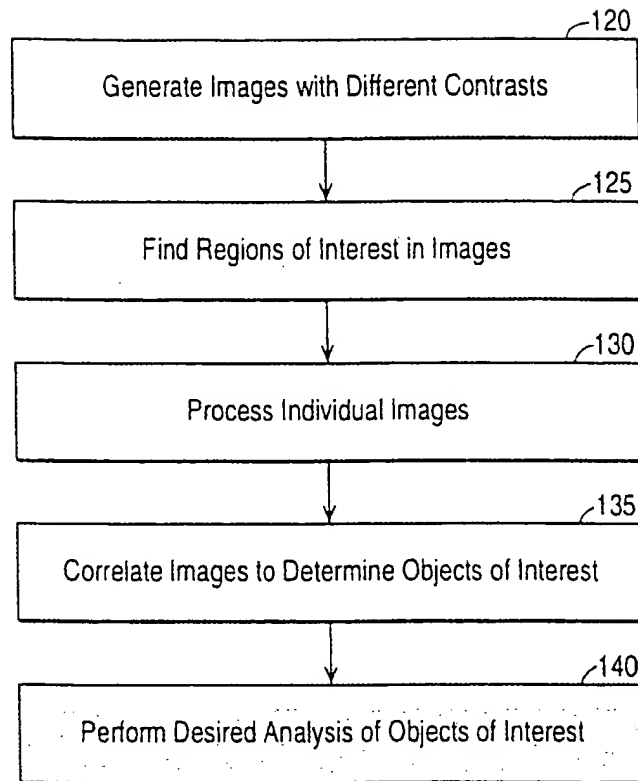 120
Generate Images with Different Contrasts
125
Find Regions of Interest in Images
130
Process Individual Images
135
Correlate Images to Determine Objects of Interest
140
Perform Desired Analysis of Objects of Interest